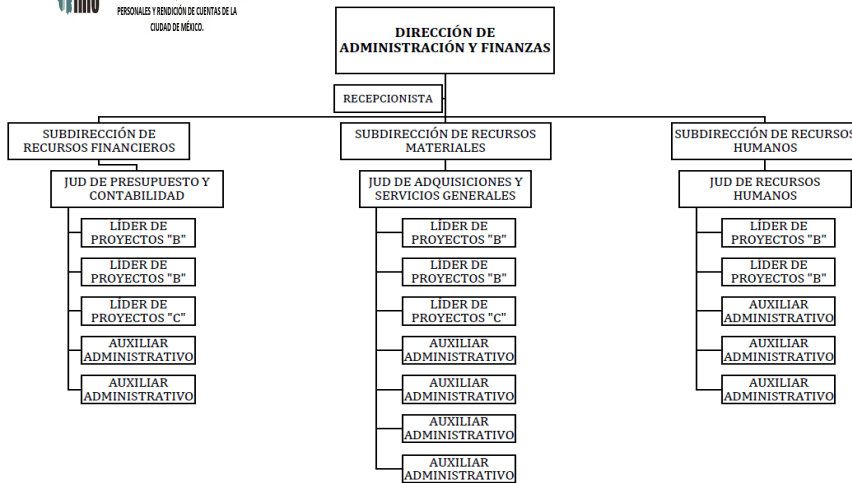 PERSONALES Y RENDICIÓN DE CUENTAS DE LA
CIUDAD DE MÉXICO.
DIRECCIÓN DE
ADMINISTRACIÓN Y FINANZAS
RECEPCIONISTA
SUBDIRECCIÓN DE
RECURSOS FINANCIEROS
JUD DE PRESUPUESTO Y
CONTABILIDAD
LÍDER DE
PROYECTOS "B"
LÍDER DE
PROYECTOS "B"
LÍDER DE
PROYECTOS "C"
AUXILIAR
ADMINISTRATIVO
AUXILIAR
ADMINISTRATIVO
SUBDIRECCIÓN DE RECURSOS
MATERIALES
JUD DE ADQUISICIONES Y
SERVICIOS GENERALES
LÍDER DE
PROYECTOS "B"
LÍDER DE
PROYECTOS "B"
LÍDER DE
PROYECTOS "C"
AUXILIAR
ADMINISTRATIVO
AUXILIAR
ADMINISTRATIVO
AUXILIAR
ADMINISTRATIVO
AUXILIAR
ADMINISTRATIVO
SUBDIRECCIÓN DE RECURSOS
HUMANOS
JUD DE RECURSOS
HUMANOS
LÍDER DE
PROYECTOS "B"
LÍDER DE
PROYECTOS "B"
AUXILIAR
ADMINISTRATIVO
AUXILIAR
ADMINISTRATIVO
AUXILIAR
ADMINISTRATIVO